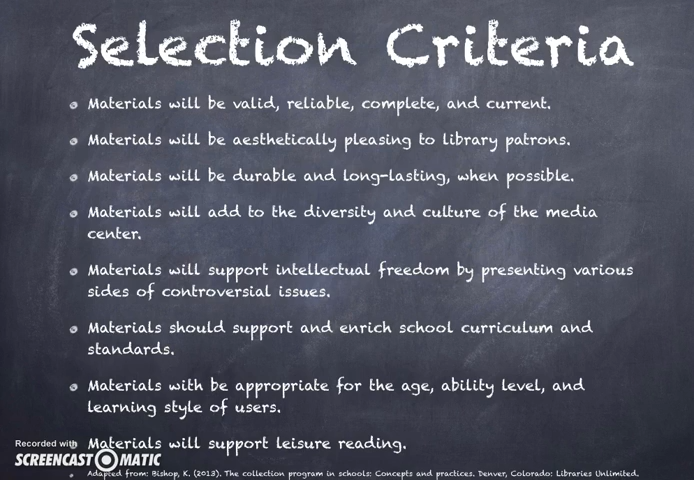 Selection Criteria
Materials will be valid, reliable, complete, and current.
Materials will be aesthetically pleasing to library patrons.
Materials will be durable and long-lasting, when possible.
Materials will add to the diversity and culture of the media
center.
Materials will support intellectual freedom by presenting various
sides of controversial issues.
Materials should support and enrich school curriculum and
standards.
Materials with be appropriate for the age, ability level, and
learning style of users.
Materials will support leisure reading.
Recorded with
SCREENCAST-O-MATIC
Adapted from: Bishop, K. (2013). The collection program in schools: Concepts and practices. Denver, Colorado: Libraries Unlimited.